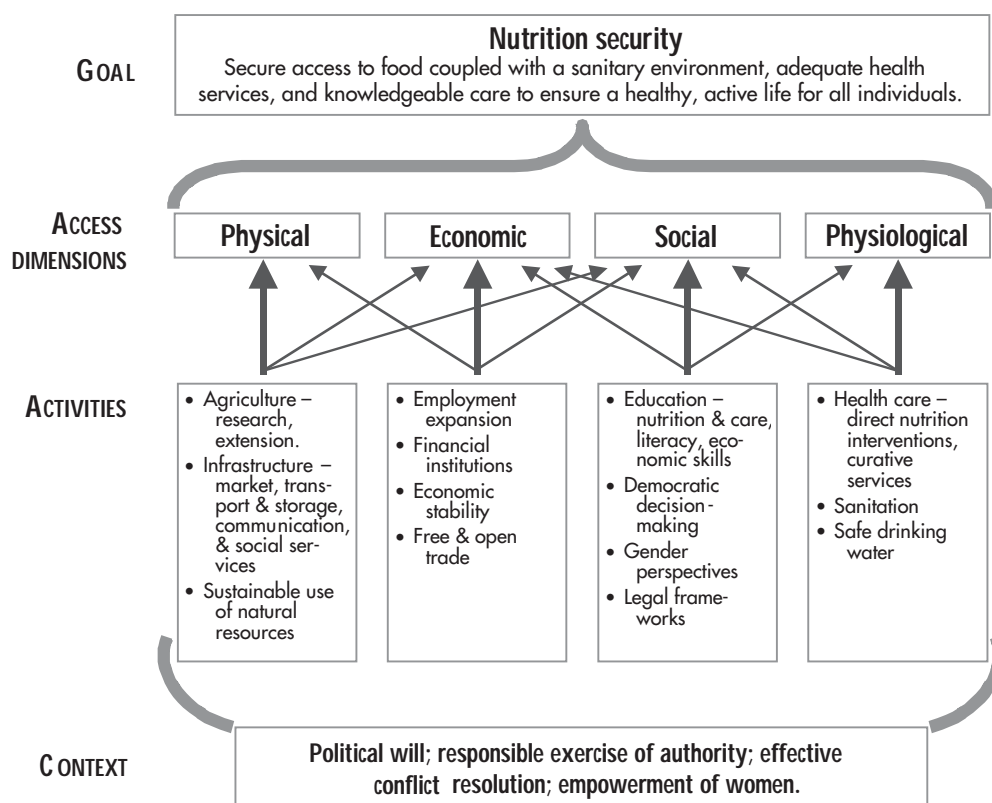 GOAL
Nutrition security
Secure access to food coupled with a sanitary environment, adequate health
services, and knowledgeable care to ensure a healthy, active life for all individuals.
ACCESS
DIMENSIONS
Physical
Economic
Social
Physiological
ACTIVITIES
• Agriculture –
research,
extension.
• Infrastructure –
market, trans-
port & storage,
communication,
& social ser-
vices
• Sustainable use
of natural
resources
• Employment
expansion
• Financial
institutions
• Economic
stability
• Free & open
trade
• Education –
nutrition & care,
literacy, eco-
nomic skills
• Democratic
decision-
making
• Gender
perspectives
• Legal frame-
works
• Health care –
direct nutrition
interventions,
curative
services
• Sanitation
• Safe drinking
water
CONTEXT
Political will; responsible exercise of authority; effective
conflict resolution; empowerment of women.